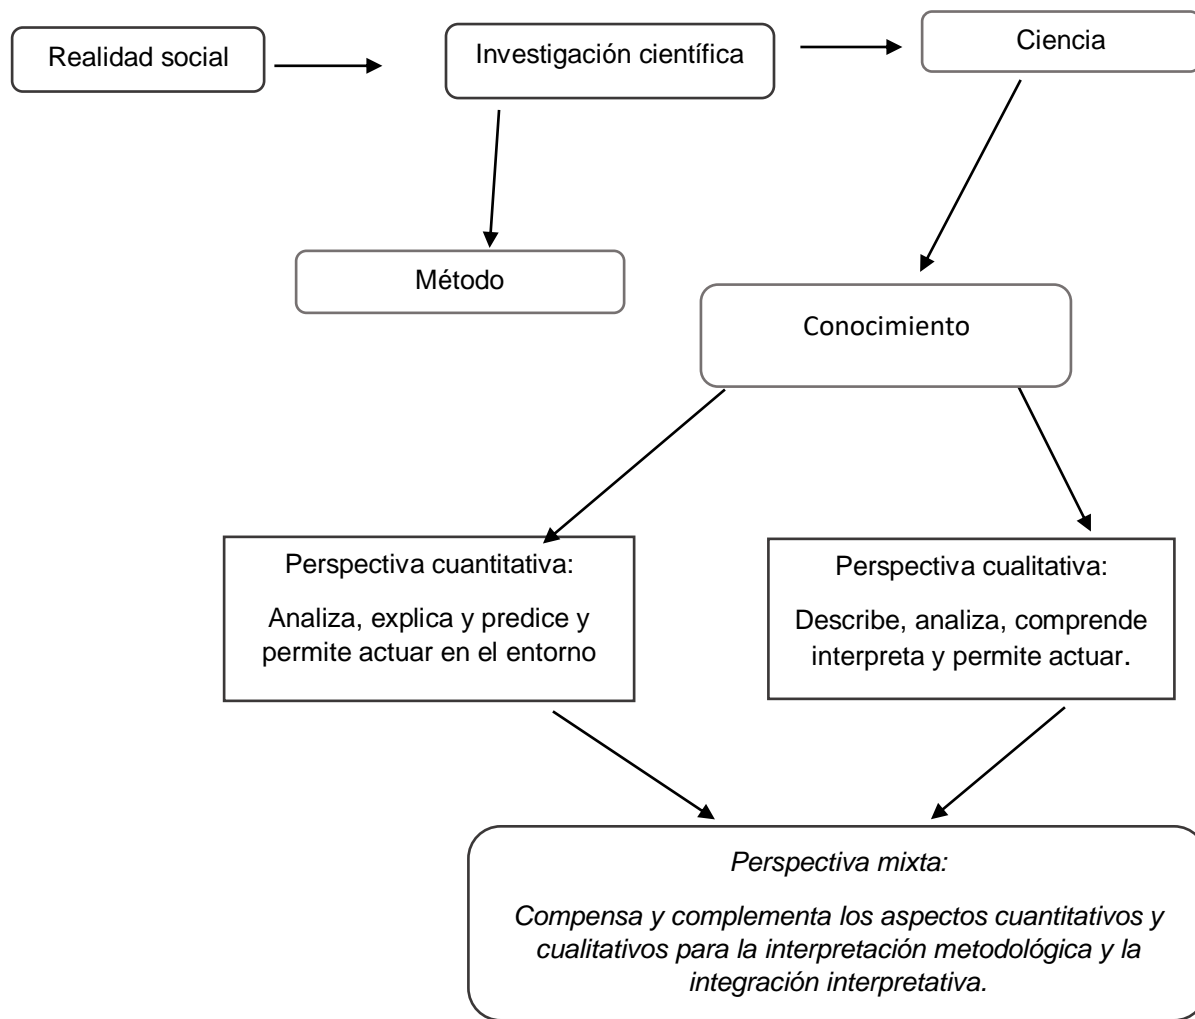 Realidad social
Investigación científica
Ciencia
Método
Conocimiento
Perspectiva cuantitativa:
Analiza, explica y predice y
permite actuar en el entorno
Perspectiva cualitativa:
Describe, analiza, comprende
interpreta y permite actuar.
Perspectiva mixta:
Compensa y complementa los aspectos cuantitativos y
cualitativos para la interpretación metodológica y la
integración interpretativa.